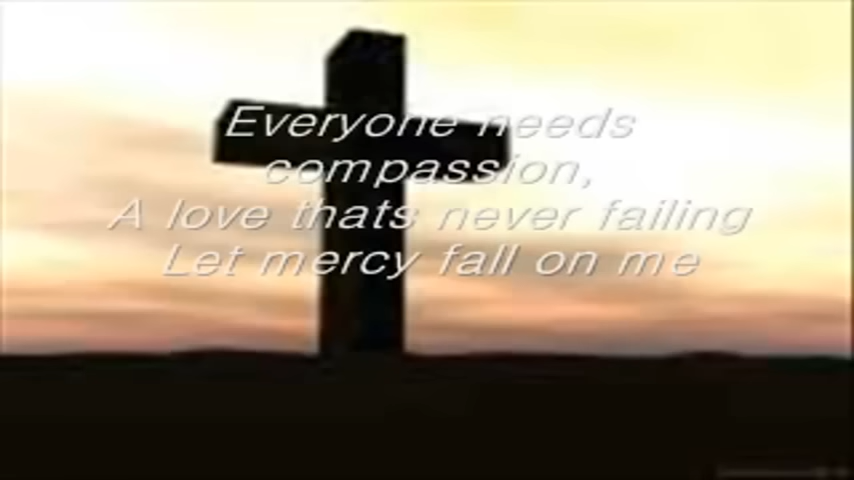 Everyone needs
compassion,
A love thats never failing
Let mercy fall on me